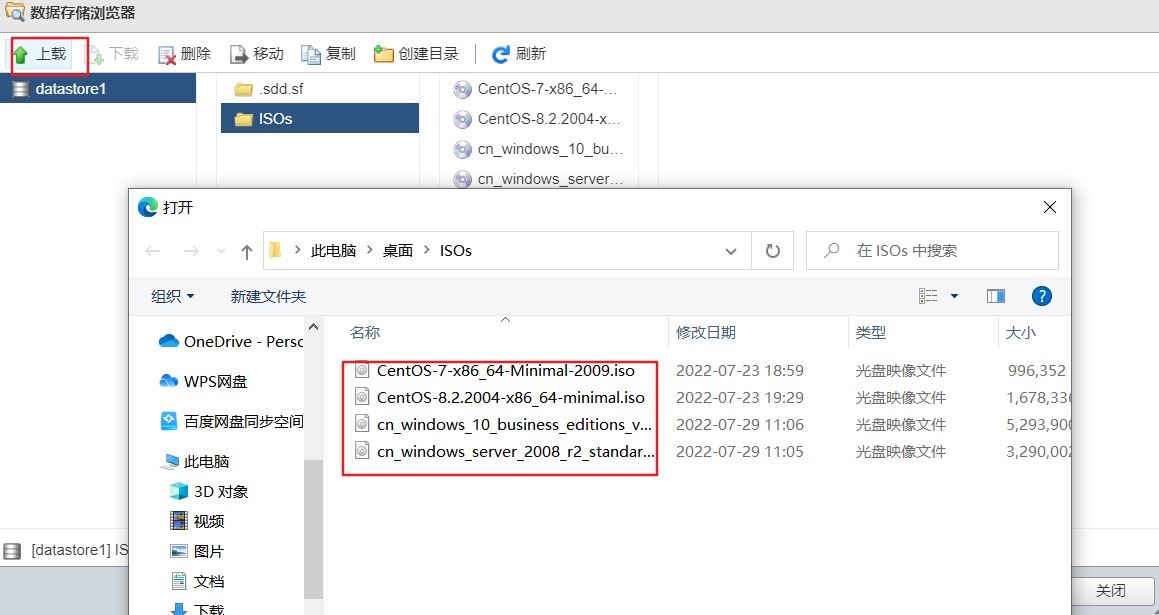 数据存储浏览器
上载 下载 删除 移动 复制 创建目录 刷新
datastore1
.sdd.sf
ISOs
CentOS-7-x86_64-...
CentOS-8.2.2004-x...
cn_windows_10_bu...
cn_windows_server...
打开
此电脑 桌面 ISOs
在 ISOs 中搜索
组织 新建文件夹
名称 修改日期 类型 大小
CentOS-7-x86_64-Minimal-2009.iso 2022-07-23 18:59 光盘映像文件 996,352
CentOS-8.2.2004-x86_64-minimal.iso 2022-07-23 19:29 光盘映像文件 1,678,336
cn_windows_10_business_editions_v... 2022-07-29 11:06 光盘映像文件 5,293,900
cn_windows_server_2008_r2_standar... 2022-07-29 11:05 光盘映像文件 3,290,002
OneDrive - Persc
WPS网盘
百度网盘同步空间
此电脑
3D 对象
视频
图片
文档
下载
[datastore1] IS
关闭